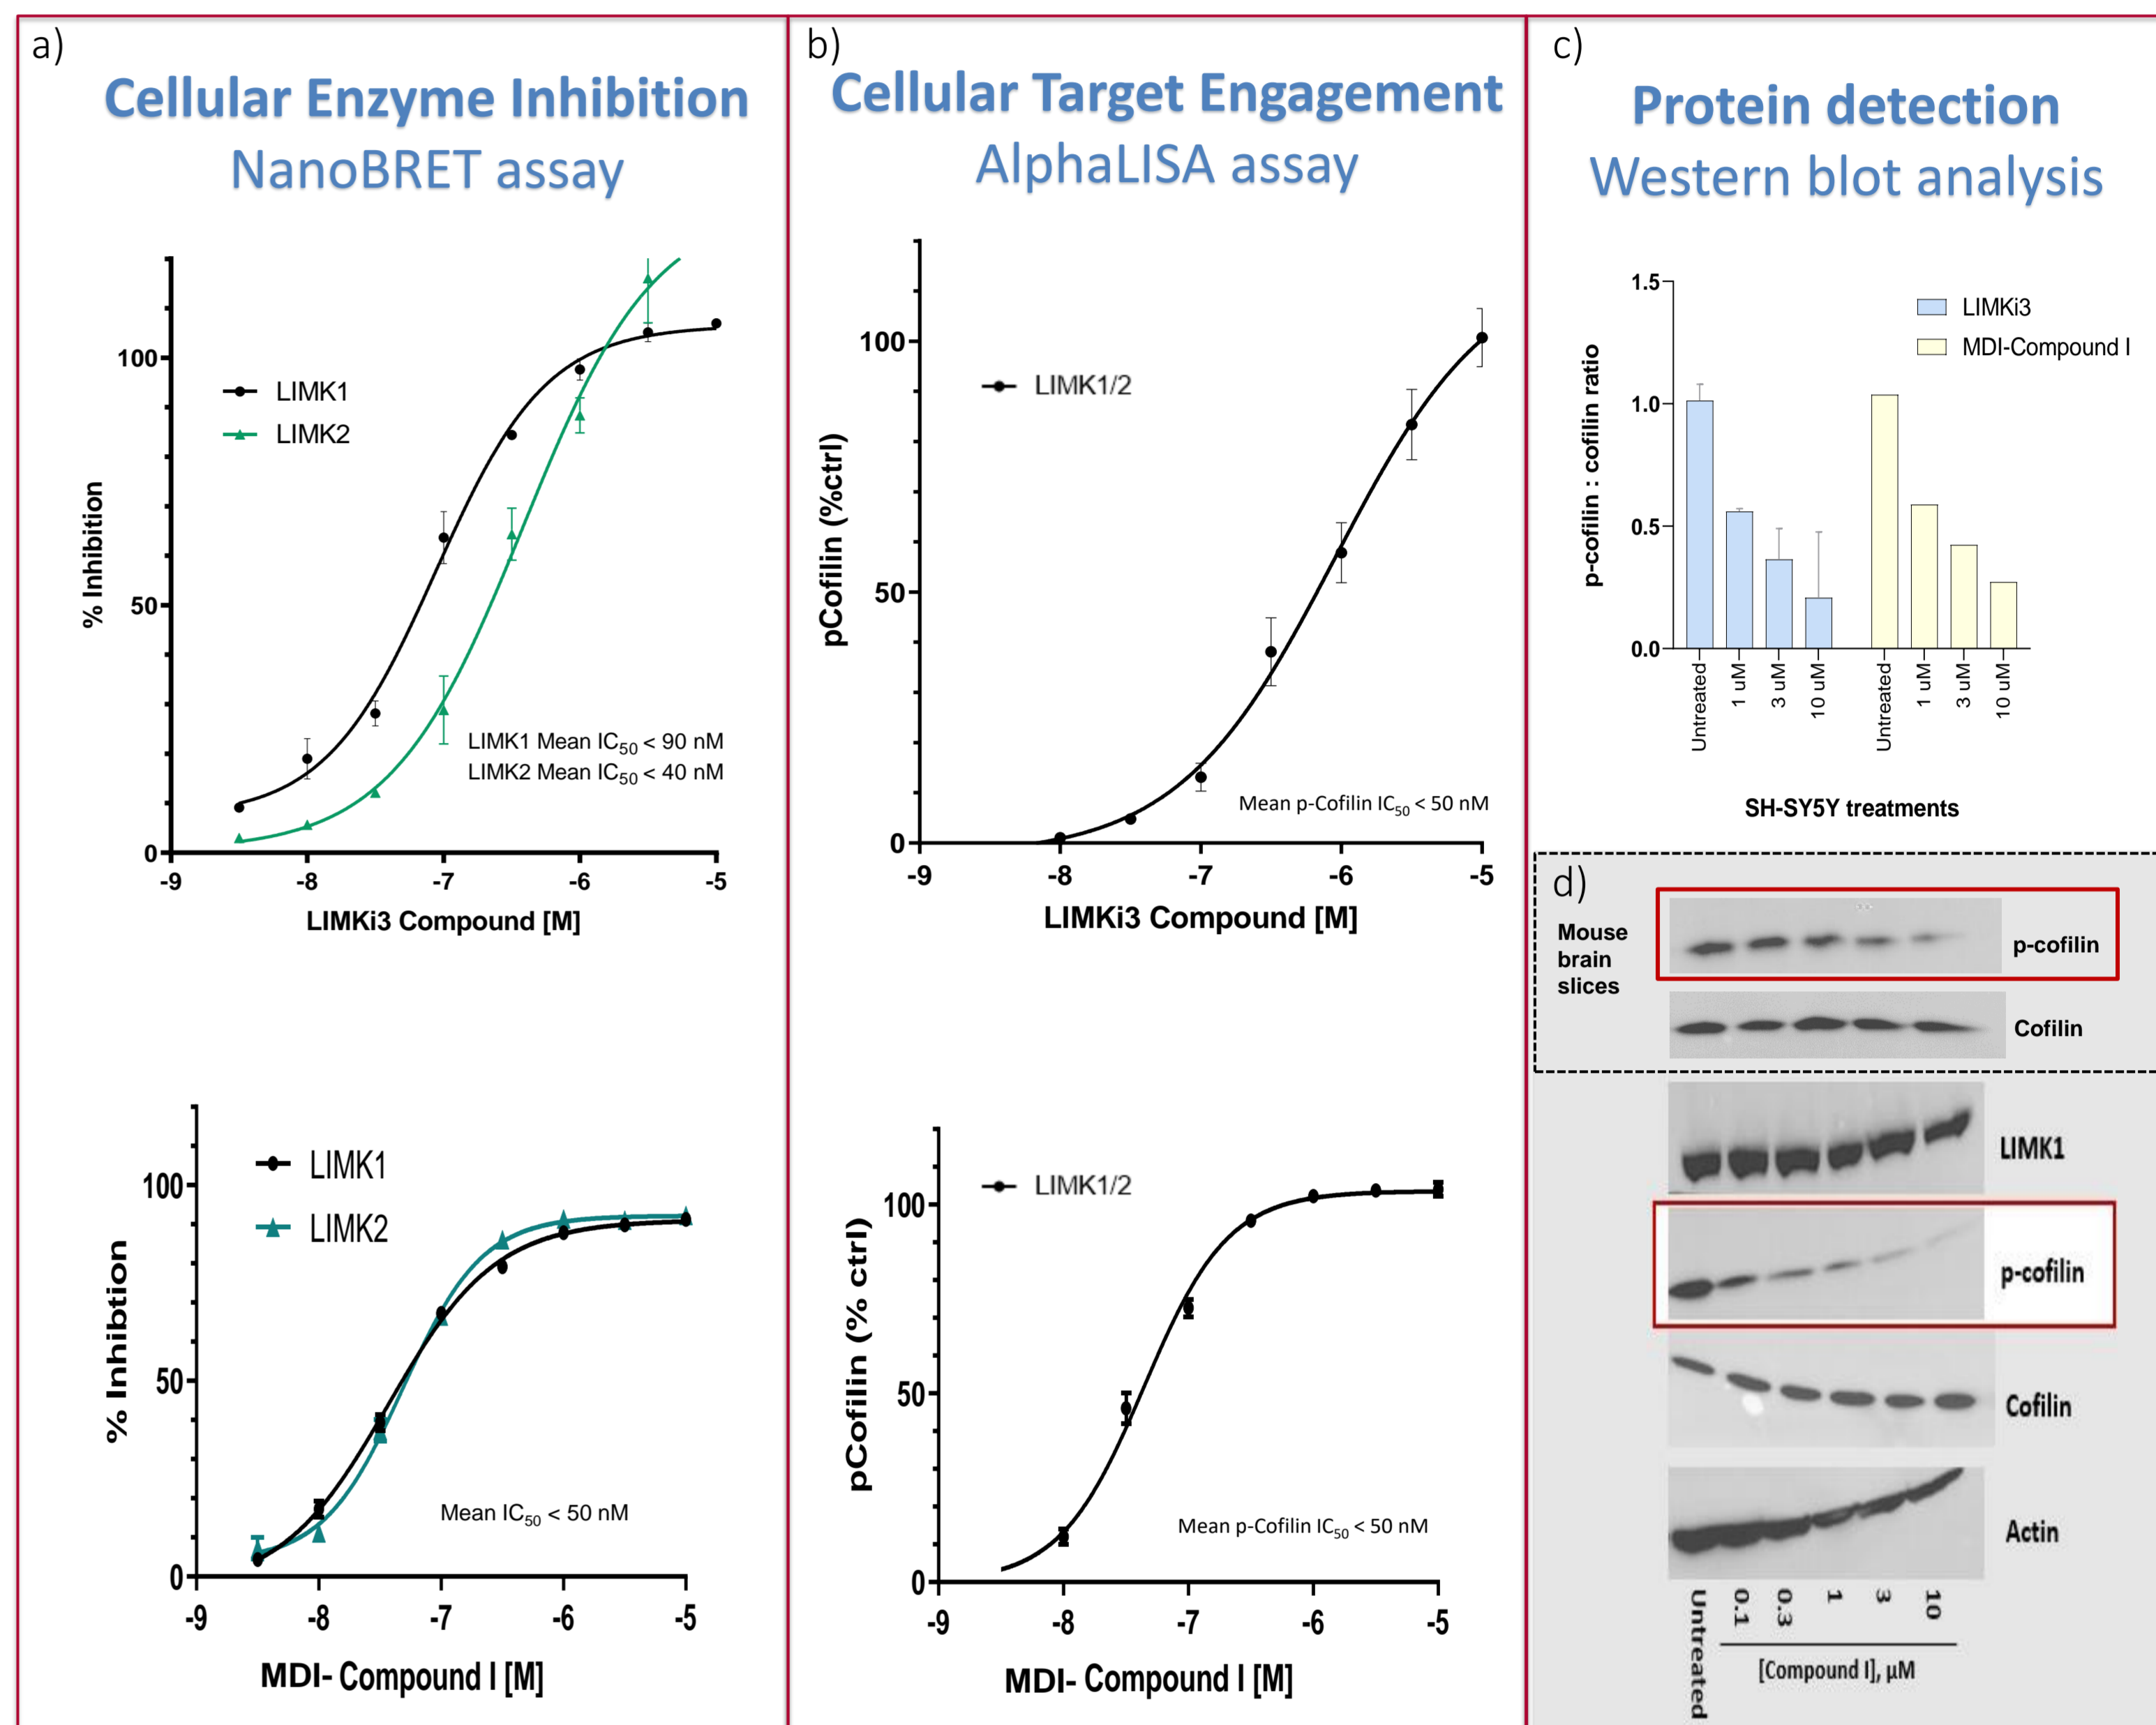 a)
Cellular Enzyme Inhibition
NanoBRET assay
100
50
0
% Inhibition
LIMK1
LIMK2
LIMK1 Mean IC50 < 90 nM
LIMK2 Mean IC50 < 40 nM
-9 -8 -7 -6 -5
LIMKi3 Compound [M]
100
50
0
% Inhibtion
LIMK1
LIMK2
Mean IC50 < 50 nM
-9 -8 -7 -6 -5
MDI- Compound I [M]
b)
Cellular Target Engagement
AlphaLISA assay
100
50
0
pCofilin (%ctrl)
LIMK1/2
Mean p-Cofilin IC50 < 50 nM
-9 -8 -7 -6 -5
LIMKi3 Compound [M]
100
50
0
pCofilin (% ctrl)
LIMK1/2
Mean p-Cofilin IC50 < 50 nM
-9 -8 -7 -6 -5
MDI- Compound I [M]
c)
Protein detection
Western blot analysis
1.5
1.0
0.5
0.0
p-cofilin : cofilin ratio
LIMKi3
MDI-Compound I
Untreated 1 uM 3 uM 10 uM Untreated 1 uM 3 uM 10 uM
SH-SY5Y treatments
d)
Mouse
brain
slices
p-cofilin
Cofilin
LIMK1
p-cofilin
Cofilin
Actin
Untreated 0.1 0.3 1 3 10
[Compound I], µM